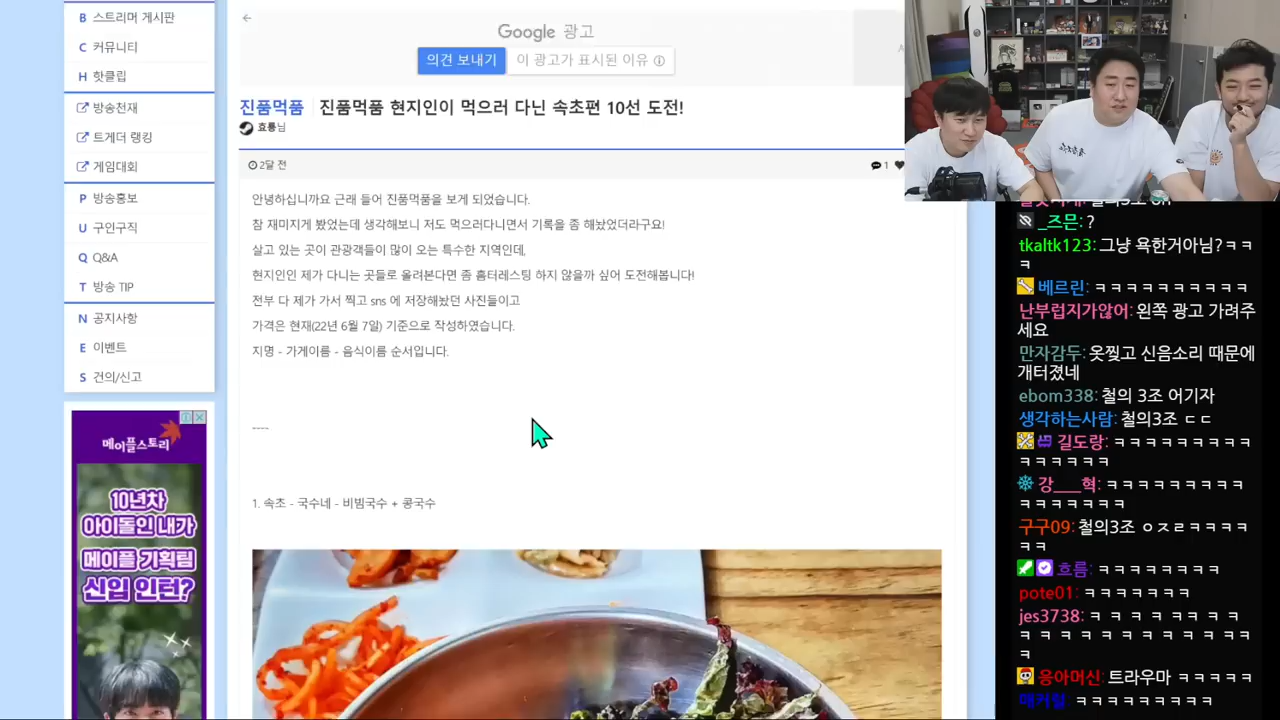 B 스트리머 게시판
C 커뮤니티
H 핫클립
방송천재
트게더 랭킹
게임대회
P 방송홍보
U 구인구직
Q Q&A
T 방송 TIP
N 공지사항
E 이벤트
S 건의/신고
메이플스토리
10년차
아이돌인 내가
메이플 기획팀
신입 인턴?
Google 광고
의견 보내기
이 광고가 표시된 이유
진품먹품 진품먹품 현지인이 먹으러 다닌 속초편 10선 도전!
효롱님
2달 전
1
안녕하십니까요 근래 들어 진품먹품을 보게 되었습니다.
참 재미지게 봤었는데 생각해보니 저도 먹으러다니면서 기록을 좀 해놨었더라구요!
살고 있는 곳이 관광객들이 많이 오는 특수한 지역인데,
현지인인 제가 다니는 곳들로 올려본다면 좀 흠터레스팅 하지 않을까 싶어 도전해봅니다!
전부 다 제가 가서 찍고 sns 에 저장해놨던 사진들이고
가격은 현재(22년 6월 7일) 기준으로 작성하였습니다.
지명 - 가게이름 - 음식이름 순서입니다.
----
1. 속초 - 국수네 - 비빔국수 + 콩국수
_즈믄: ?
tkaltk123: 그냥 욕한거아님?ㅋㅋ
ㅋ
베르린: ㅋㅋㅋㅋㅋㅋㅋㅋㅋㅋ
난부럽지가않어: 왼쪽 광고 가려주
세요
만자감두: 옷찢고 신음소리 때문에
개터졌네
ebom338: 철의 3조 어기자
생각하는사람: 철의3조 ㄷㄷ
길도랑: ㅋㅋㅋㅋㅋㅋㅋㅋㅋ
ㅋㅋㅋㅋㅋㅋ
강___혁: ㅋㅋㅋㅋㅋㅋㅋㅋㅋ
ㅋㅋㅋㅋㅋㅋㅋ
구구09: 철의3조 ㅇㅈㄹㅋㅋㅋㅋ
ㅋㅋ
흐름: ㅋㅋㅋㅋㅋㅋㅋㅋ
pote01: ㅋㅋㅋㅋㅋㅋㅋ
jes3738: ㅋ ㅋ ㅋ ㅋ ㅋㅋ ㅋ ㅋ
ㅋ ㅋ ㅋ ㅋ ㅋ ㅋ ㅋ ㅋ ㅋ ㅋ ㅋㅋ
ㅋ
응아머신: 트라우마 ㅋㅋㅋㅋㅋ
매커럴: ㅋㅋㅋㅋㅋㅋㅋㅋㅋ